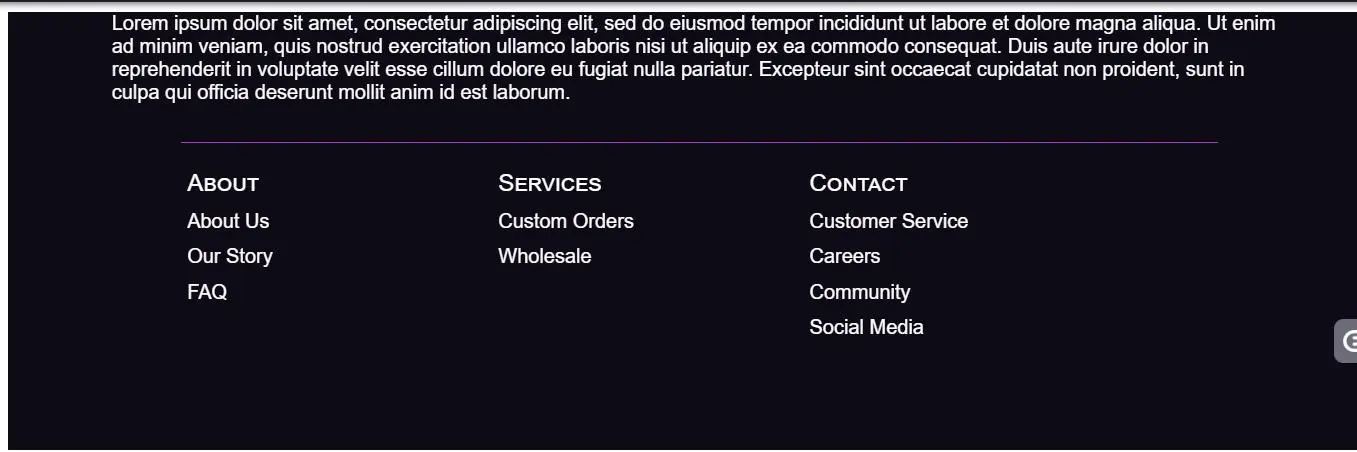 Lorem ipsum dolor sit amet, consectetur adipiscing elit, sed do eiusmod tempor incididunt ut labore et dolore magna aliqua. Ut enim
ad minim veniam, quis nostrud exercitation ullamco laboris nisi ut aliquip ex ea commodo consequat. Duis aute irure dolor in
reprehenderit in voluptate velit esse cillum dolore eu fugiat nulla pariatur. Excepteur sint occaecat cupidatat non proident, sunt in
culpa qui officia deserunt mollit anim id est laborum.
About
About Us
Our Story
FAQ
Services
Custom Orders
Wholesale
Contact
Customer Service
Careers
Community
Social Media